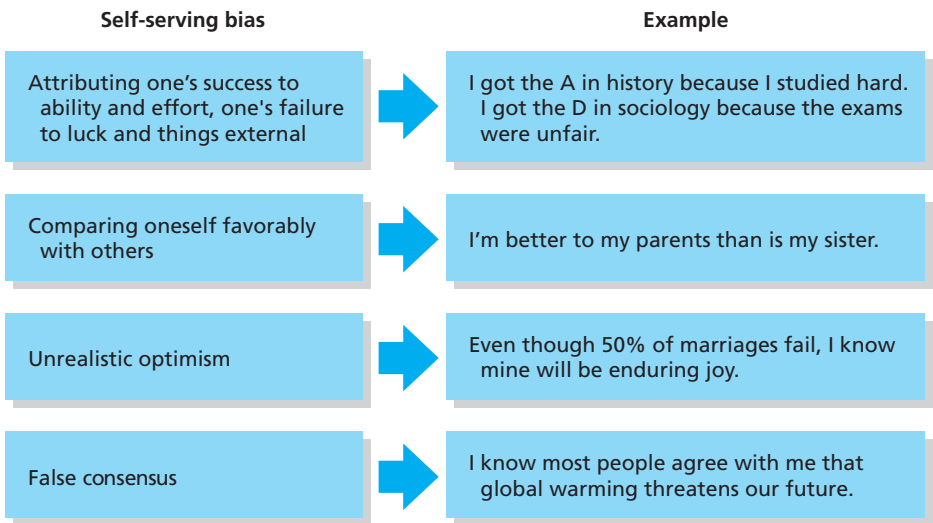 Self-serving bias
Example
Attributing one’s success to
ability and effort, one's failure
to luck and things external
I got the A in history because I studied hard.
I got the D in sociology because the exams
were unfair.
Comparing oneself favorably
with others
I’m better to my parents than is my sister.
Unrealistic optimism
Even though 50% of marriages fail, I know
mine will be enduring joy.
False consensus
I know most people agree with me that
global warming threatens our future.